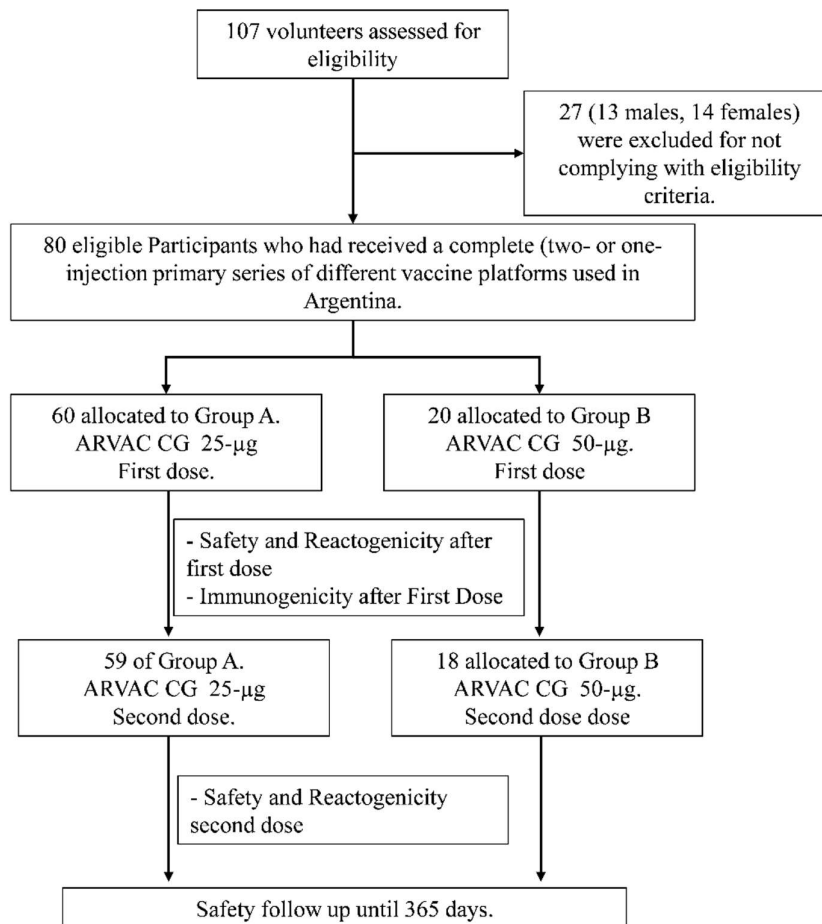 107 volunteers assessed for
eligibility
27 (13 males, 14 females)
were excluded for not
complying with eligibility
criteria.
80 eligible Participants who had received a complete (two- or one-
injection primary series of different vaccine platforms used in
Argentina.
60 allocated to Group A.
ARVAC CG 25-µg
First dose.
20 allocated to Group B
ARVAC CG 50-µg.
First dose
- Safety and Reactogenicity after
first dose
- Immunogenicity after First Dose
59 of Group A.
ARVAC CG 25-µg
Second dose.
18 allocated to Group B
ARVAC CG 50-µg.
Second dose dose
- Safety and Reactogenicity
second dose
Safety follow up until 365 days.